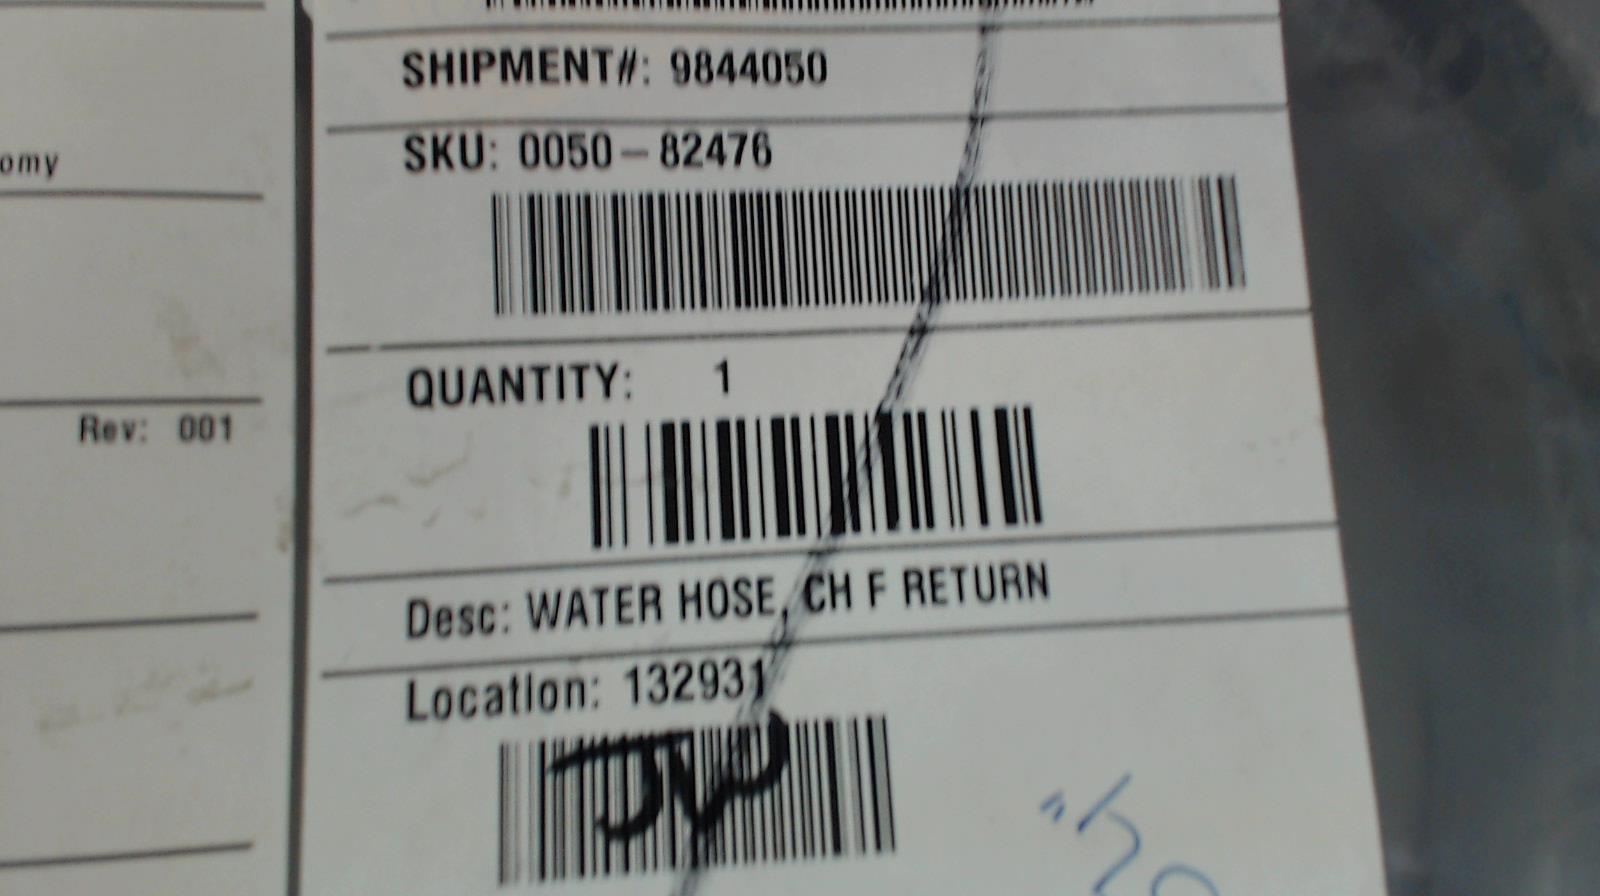 omy
Rev: 001
SHIPMENT#: 9844050
SKU: 0050-82476
QUANTITY: 1
Desc: WATER HOSE, CH F RETURN
Location: 132931